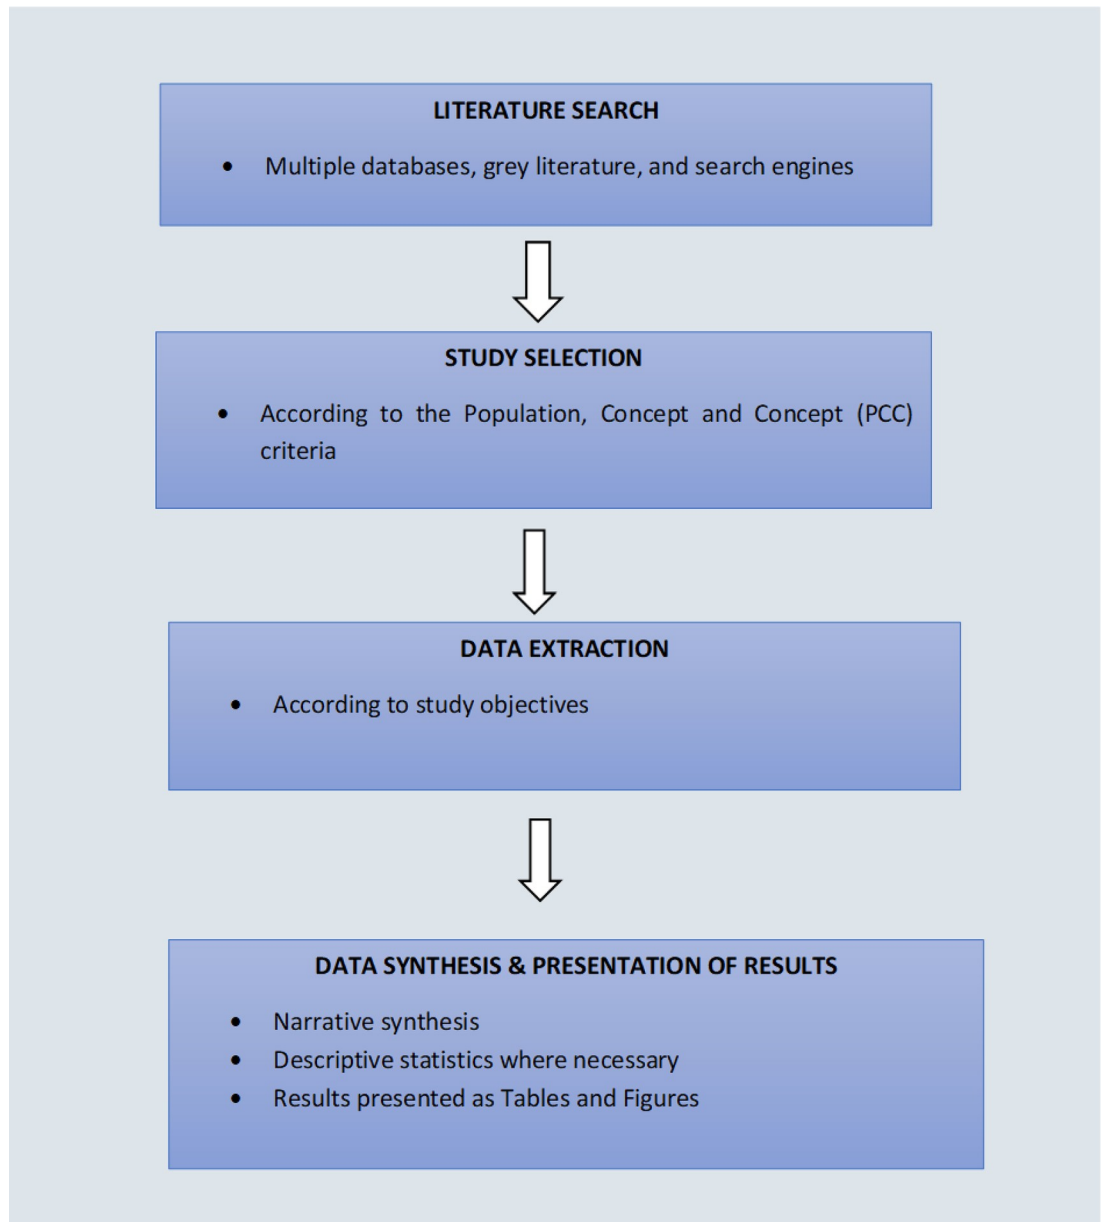 LITERATURE SEARCH
• Multiple databases, grey literature, and search engines
STUDY SELECTION
• According to the Population, Concept and Concept (PCC)
criteria
DATA EXTRACTION
• According to study objectives
DATA SYNTHESIS & PRESENTATION OF RESULTS
• Narrative synthesis
• Descriptive statistics where necessary
• Results presented as Tables and Figures